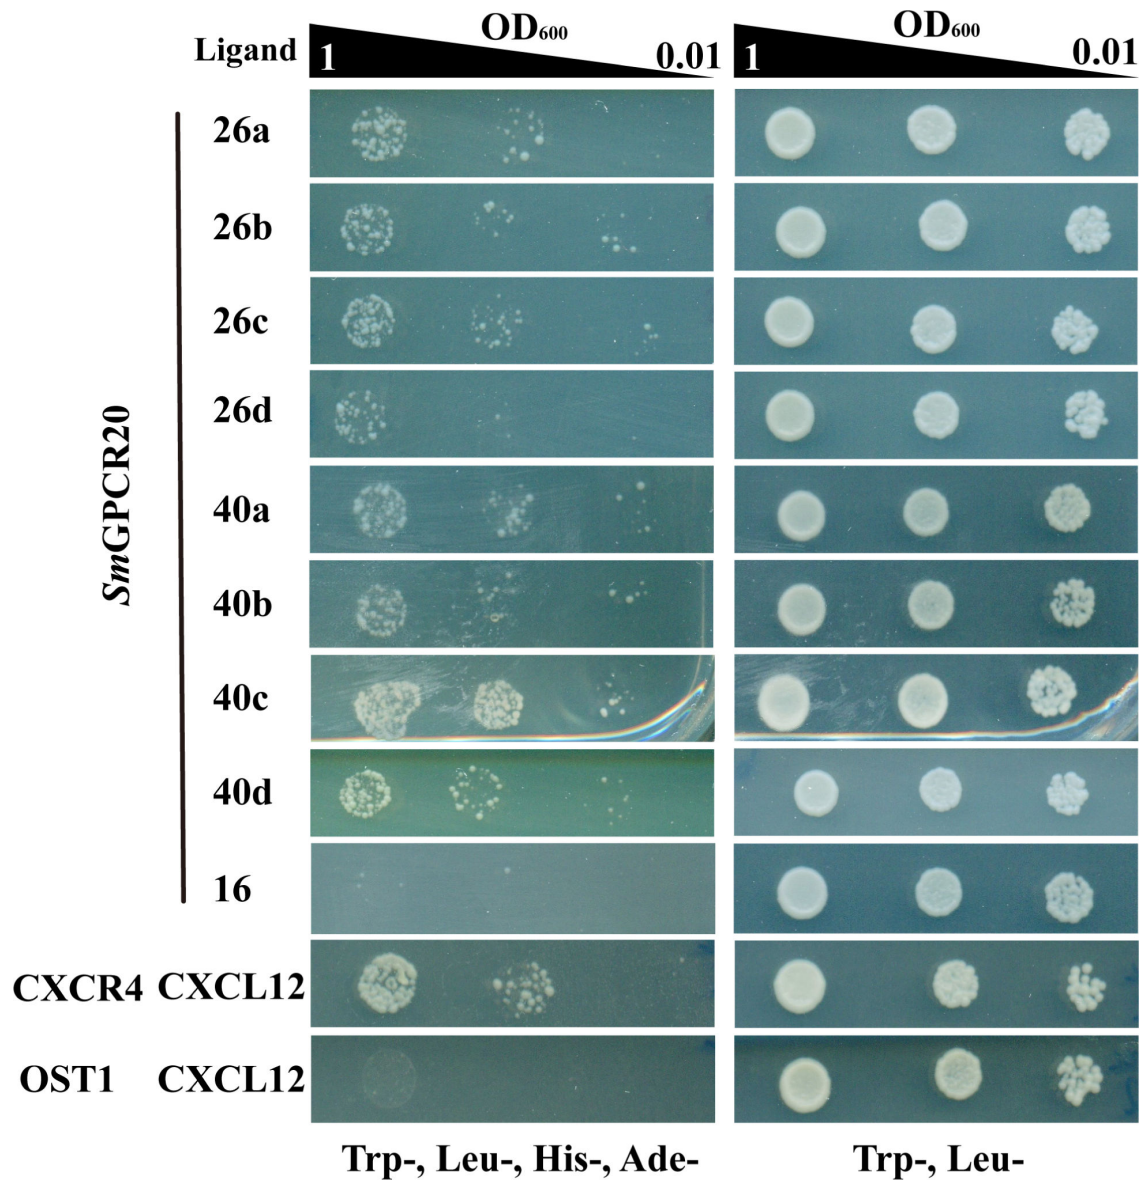 Ligand OD600 OD600
1 0.01 1 0.01
26a
26b
26c
26d
SmGPCR20
40a
40b
40c
40d
16
CXCR4 CXCL12
OST1 CXCL12
Trp-, Leu-, His-, Ade- Trp-, Leu-